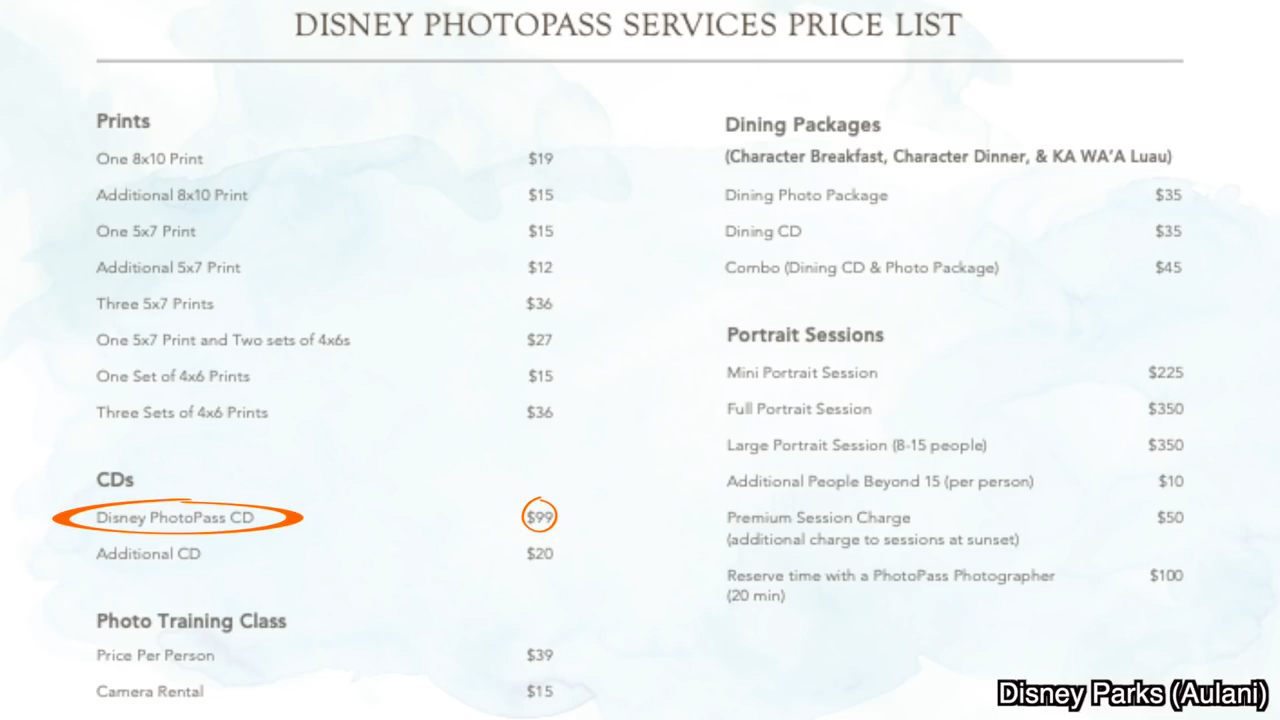 DISNEY PHOTOPASS SERVICES PRICE LIST
Prints
One 8x10 Print $19
Additional 8x10 Print $15
One 5x7 Print $15
Additional 5x7 Print $12
Three 5x7 Prints $36
One 5x7 Print and Two sets of 4x6s $27
One Set of 4x6 Prints $15
Three Sets of 4x6 Prints $36
CDs
Disney PhotoPass CD $99
Additional CD $20
Photo Training Class
Price Per Person $39
Camera Rental $15
Dining Packages
(Character Breakfast, Character Dinner, & KA WA'A Luau)
Dining Photo Package $35
Dining CD $35
Combo (Dining CD & Photo Package) $45
Portrait Sessions
Mini Portrait Session $225
Full Portrait Session $350
Large Portrait Session (8-15 people) $350
Additional People Beyond 15 (per person) $10
Premium Session Charge $50
(additional charge to sessions at sunset)
Reserve time with a PhotoPass Photographer $100
(20 min)
Disney Parks (Aulani)